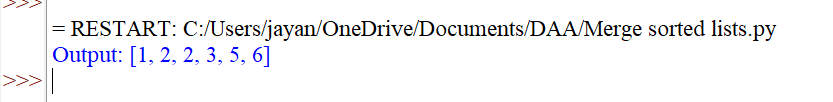 >>>
= RESTART: C:/Users/jayan/OneDrive/Documents/DAA/Merge sorted lists.py
Output: [1, 2, 2, 3, 5, 6]
>>>